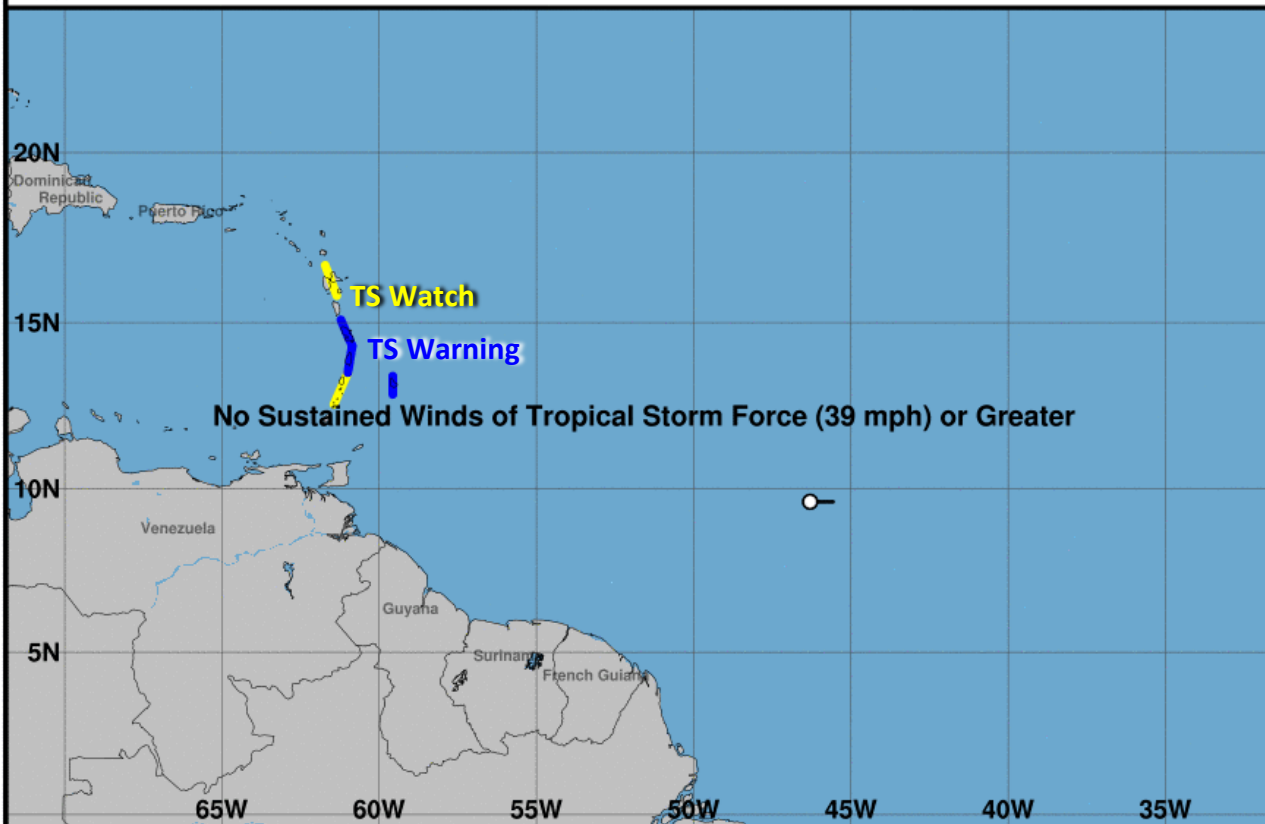 20N
Dominican
Republic
Puerto Rico
TS Watch
15N
TS Warning
No Sustained Winds of Tropical Storm Force (39 mph) or Greater
10N
Venezuela
Guyana
5N
Suriname
French Guiana
65W 60W 55W 50W 45W 40W 35W